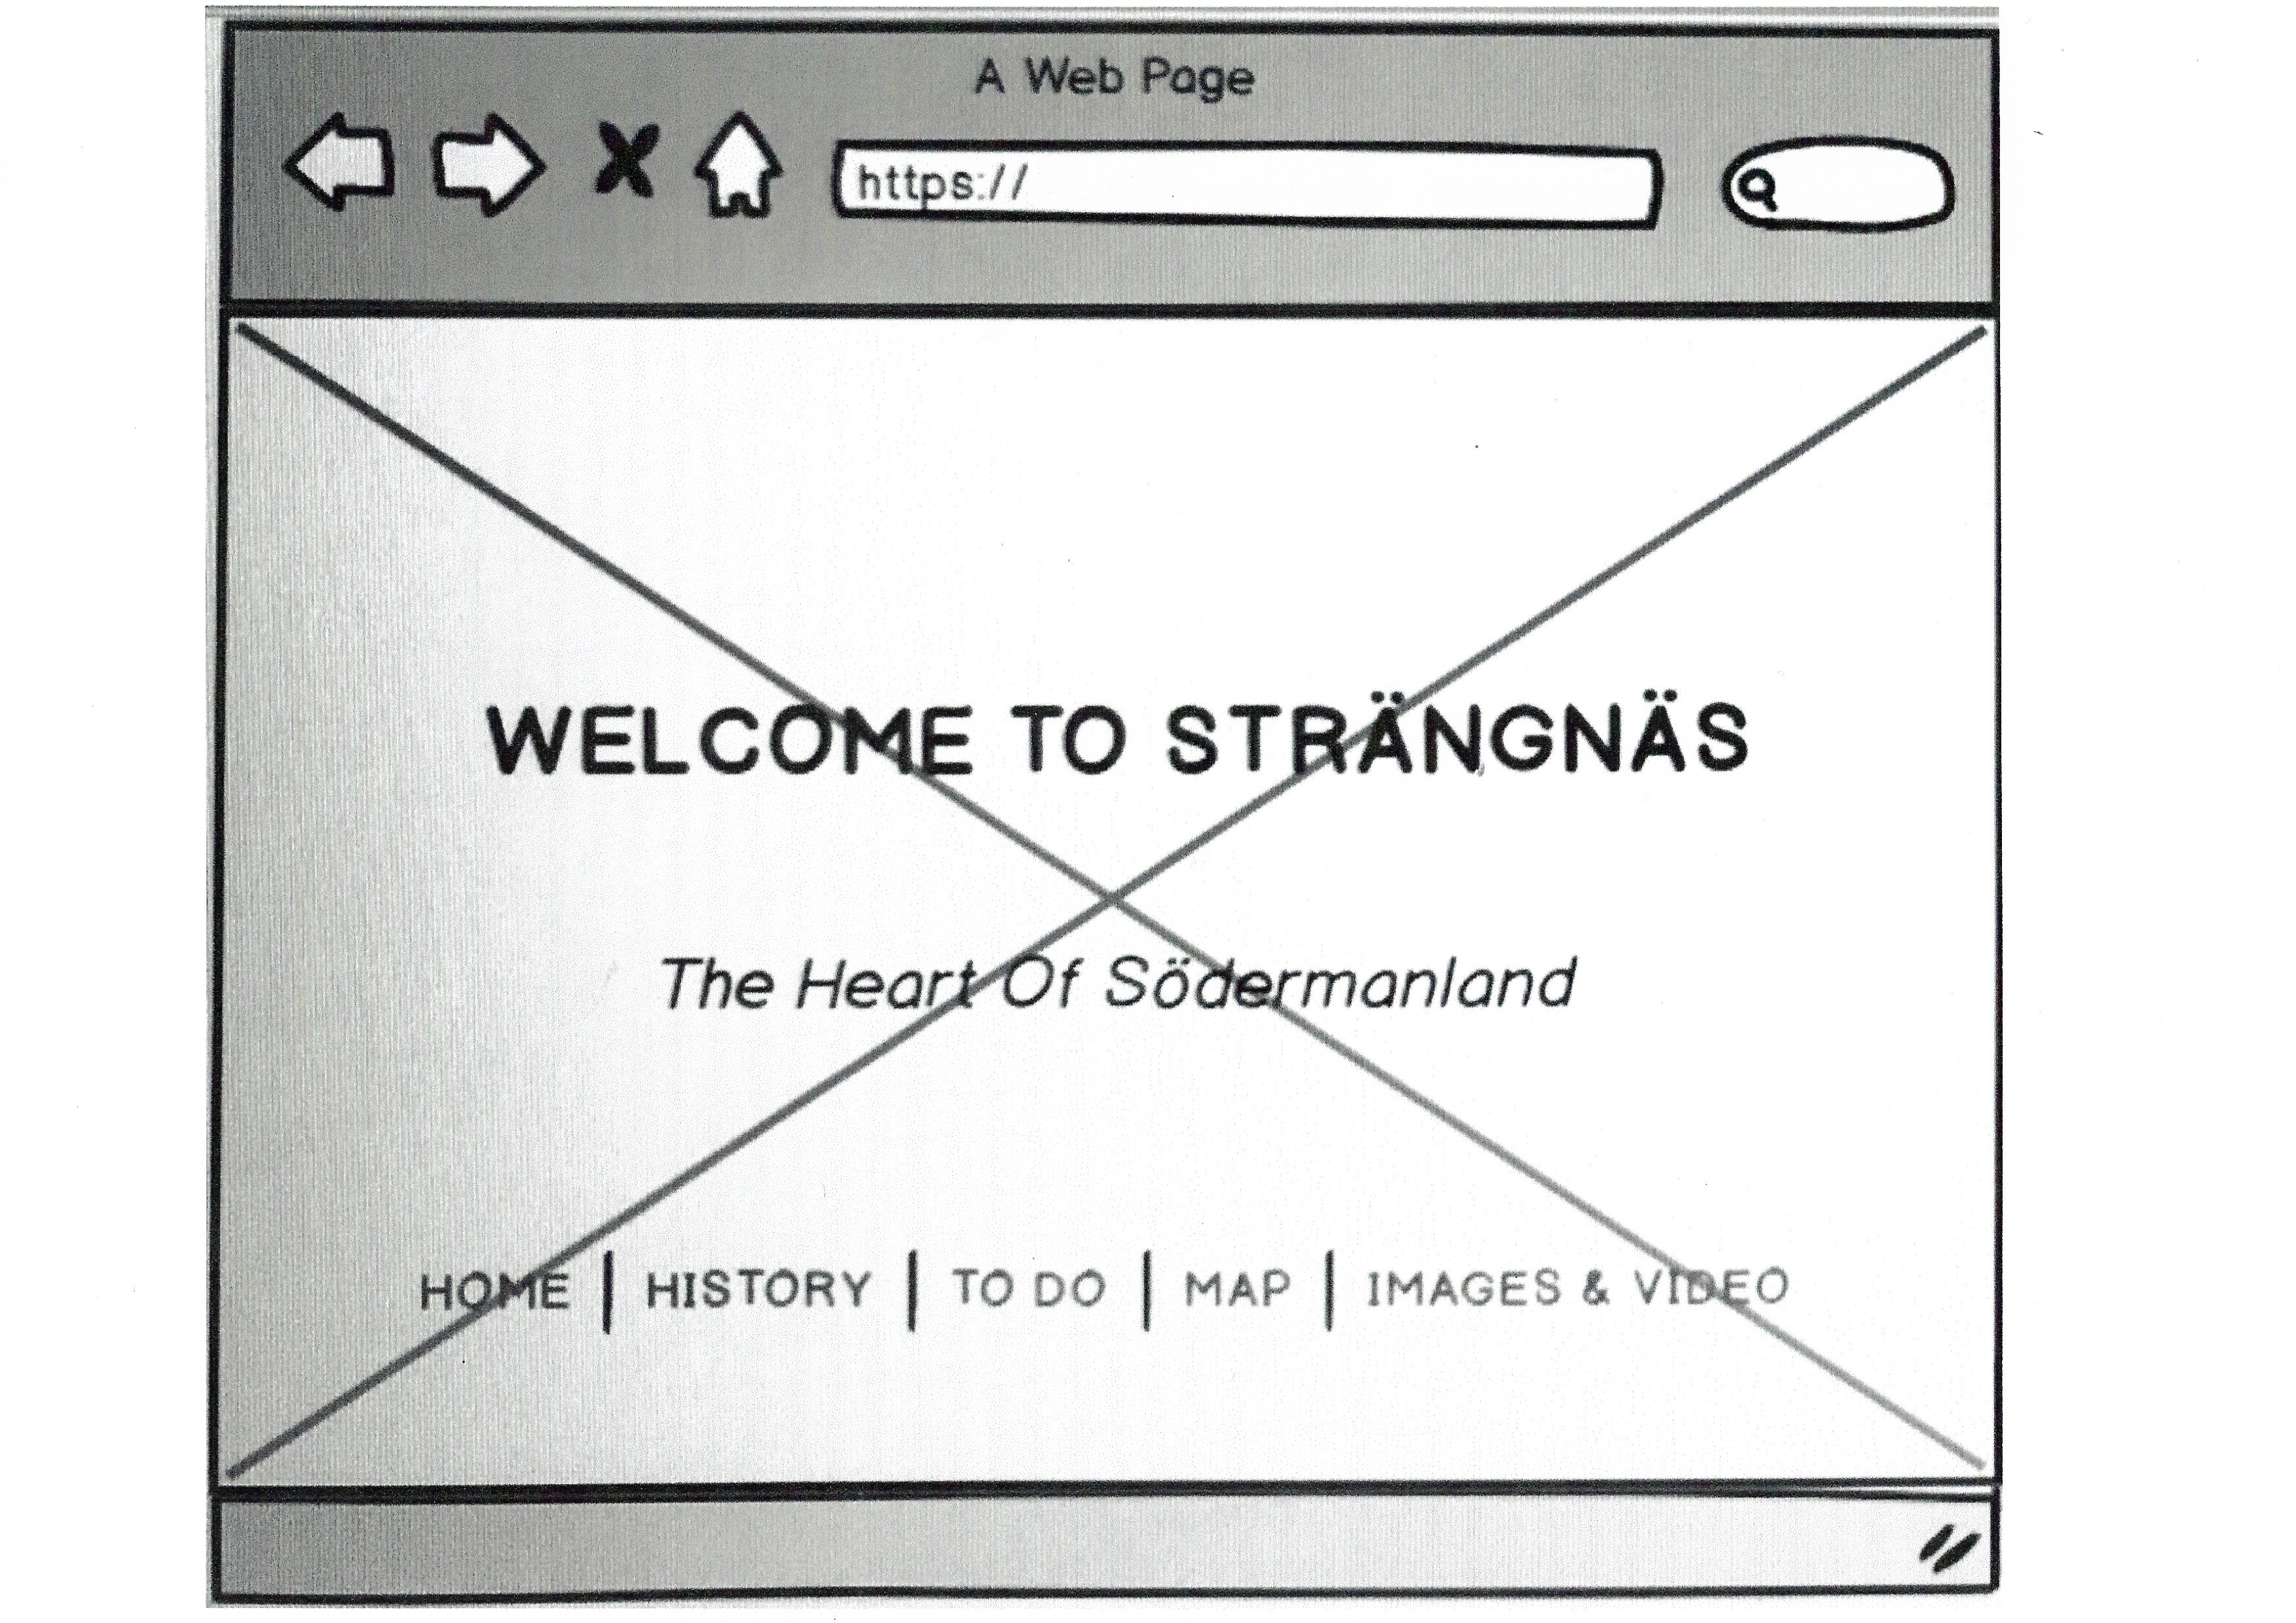 A Web Page
https://
WELCOME TO STRÄNGNÄS
The Heart Of Södermanland
HOME | HISTORY | TO DO | MAP | IMAGES & VIDEO